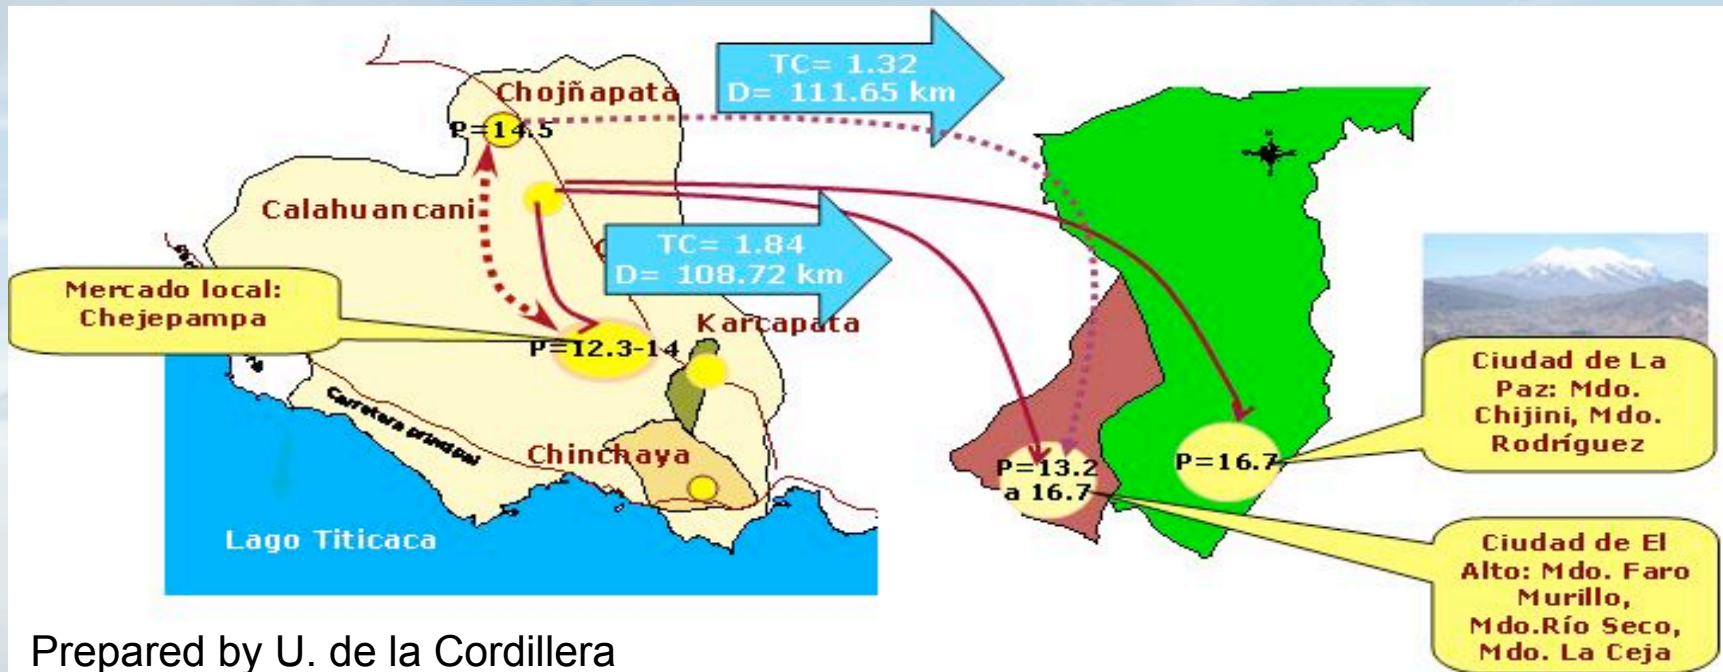 TC= 1.32
D= 111.65 km
Chojñapata
P=14.5
Calahuancani
TC= 1.84
D= 108.72 km
Mercado local:
Chejepampa
Karcapata
P=12.3-14
Carretera principal
Chinchaya
Lago Titicaca
P=13.2
a 16.7
P=16.7
Ciudad de La
Paz: Mdo.
Chijini, Mdo.
Rodríguez
Ciudad de El
Alto: Mdo. Faro
Murillo,
Mdo.Río Seco,
Mdo. La Ceja
Prepared by U. de la Cordillera